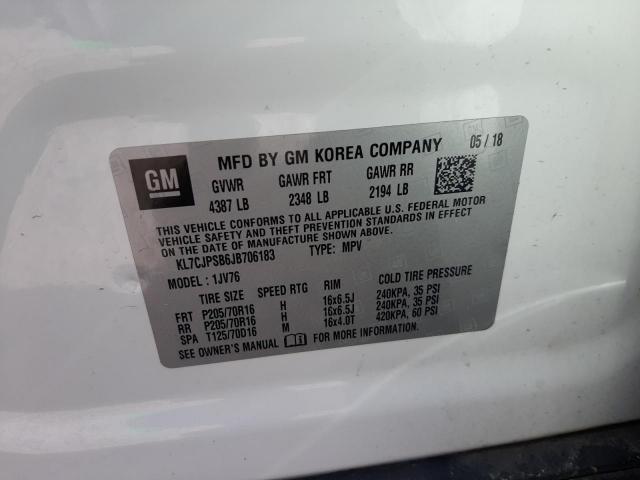 GM MFD BY GM KOREA COMPANY 05 / 18
GVWR GAWR FRT GAWR RR
4387 LB 2348 LB 2194 LB
THIS VEHICLE CONFORMS TO ALL APPLICABLE U.S. FEDERAL MOTOR
VEHICLE SAFETY AND THEFT PREVENTION STANDARDS IN EFFECT
ON THE DATE OF MANUFACTURE SHOWN ABOVE.
KL7CJPSB6JB706183 TYPE: MPV
MODEL : 1JV76
TIRE SIZE SPEED RTG RIM COLD TIRE PRESSURE
FRT P205/70R16 H 16x6.5J 240KPA, 35 PSI
RR P205/70R16 H 16x6.5J 240KPA, 35 PSI
SPA T125/70D16 M 16x4.0T 420KPA, 60 PSI
SEE OWNER'S MANUAL FOR MORE INFORMATION